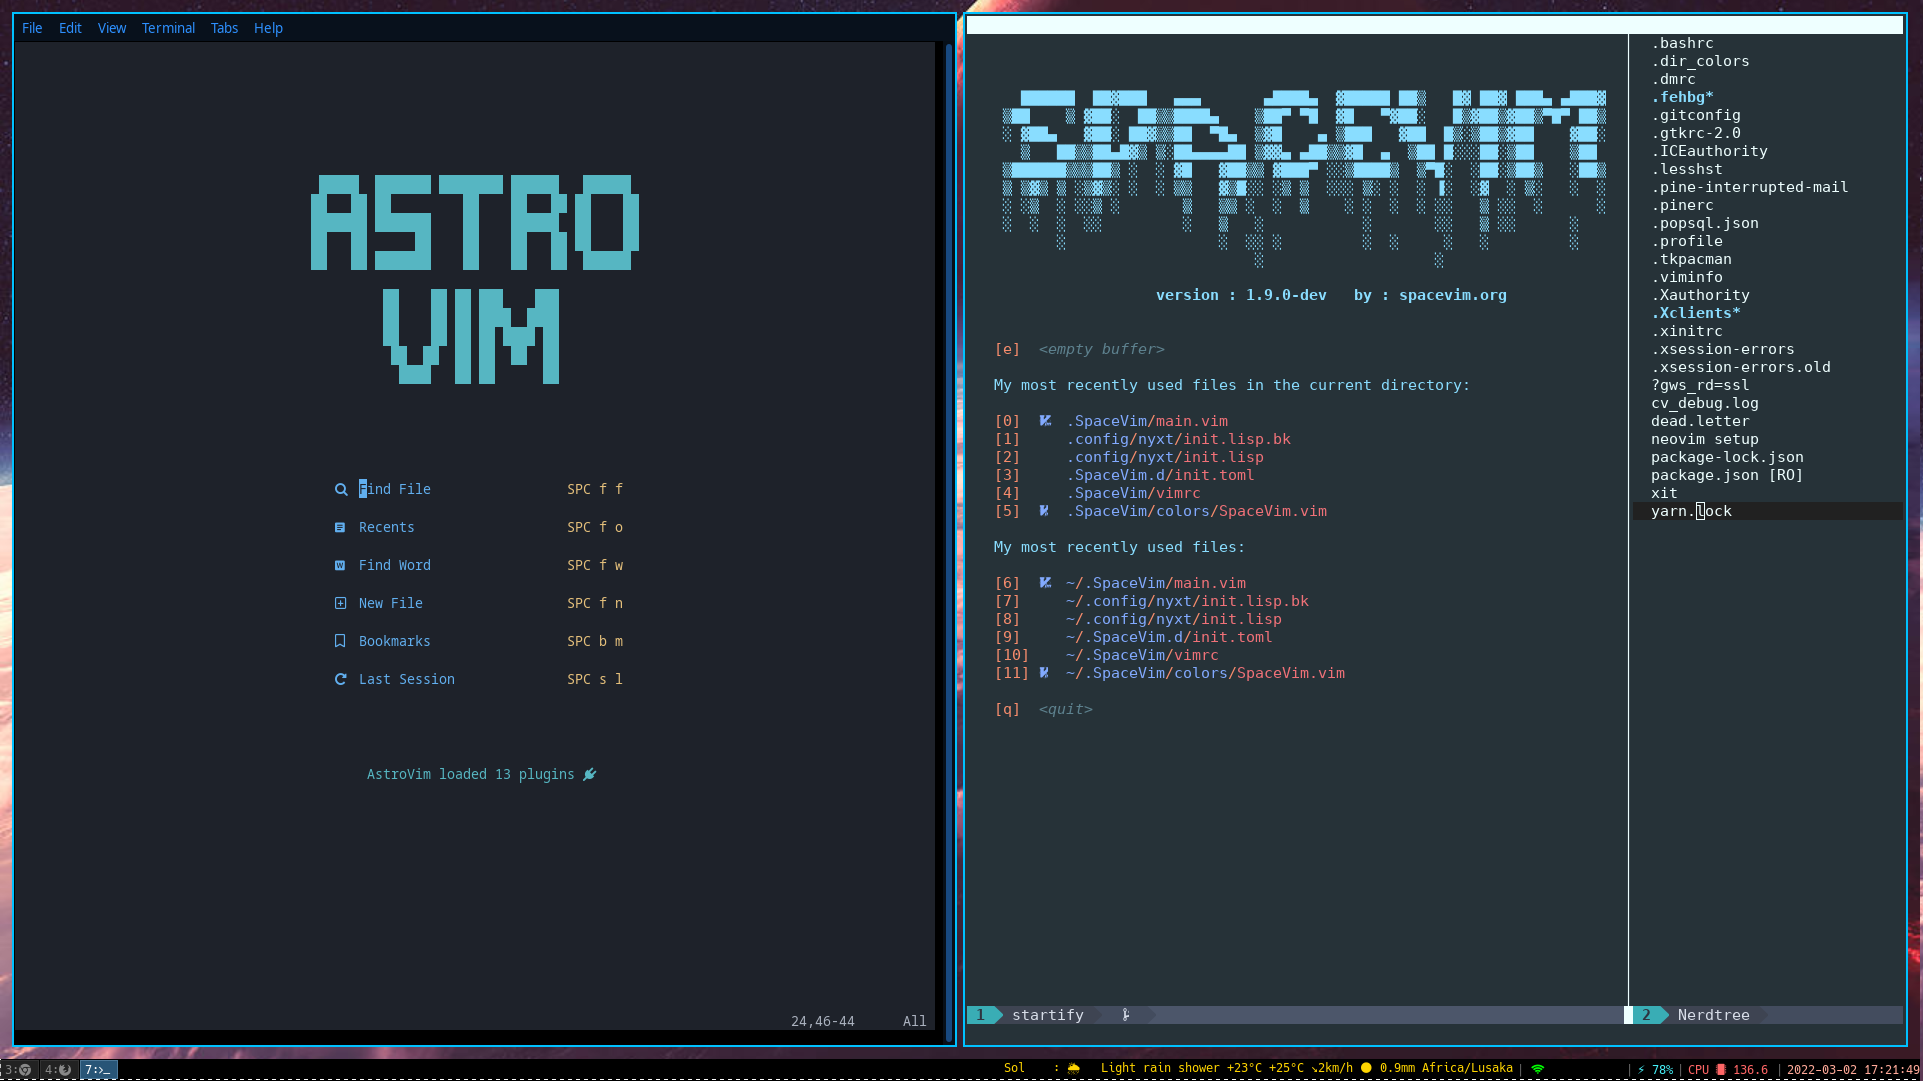 File Edit View Terminal Tabs Help
ASTRO
VIM
Find File SPC f f
Recents SPC f o
Find Word SPC f w
New File SPC f n
Bookmarks SPC b m
Last Session SPC s l
AstroVim loaded 13 plugins
24,46-44 All
SPACEVIM
version : 1.9.0-dev by : spacevim.org
[e] <empty buffer>
My most recently used files in the current directory:
[0] .SpaceVim/main.vim
[1] .config/nyxt/init.lisp.bk
[2] .config/nyxt/init.lisp
[3] .SpaceVim.d/init.toml
[4] .SpaceVim/vimrc
[5] .SpaceVim/colors/SpaceVim.vim
My most recently used files:
[6] ~/.SpaceVim/main.vim
[7] ~/.config/nyxt/init.lisp.bk
[8] ~/.config/nyxt/init.lisp
[9] ~/.SpaceVim.d/init.toml
[10] ~/.SpaceVim/vimrc
[11] ~/.SpaceVim/colors/SpaceVim.vim
[q] <quit>
1 startify
.bashrc
.dir_colors
.dmrc
.fehbg*
.gitconfig
.gtkrc-2.0
.ICEauthority
.lesshst
.pine-interrupted-mail
.pinerc
.popsql.json
.profile
.tkpacman
.viminfo
.Xauthority
.Xclients*
.xinitrc
.xsession-errors
.xsession-errors.old
?gws_rd=ssl
cv_debug.log
dead.letter
neovim setup
package-lock.json
package.json [RO]
xit
yarn.lock
2 Nerdtree
3: 4: 7:>_ Sol : Light rain shower +23°C +25°C ↘2km/h 0.9mm Africa/Lusaka | | ⚡ 78% | CPU 136.6 | 2022-03-02 17:21:49